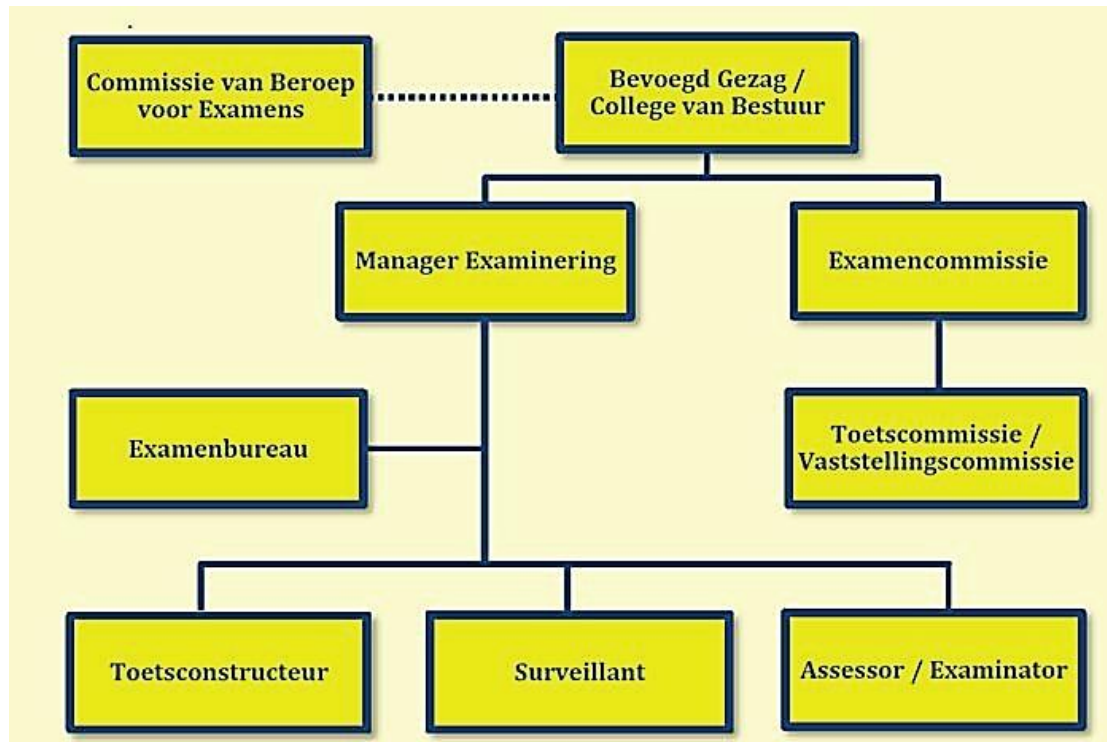 Commissie van Beroep
voor Examens
Bevoegd Gezag /
College van Bestuur
Manager Examinering
Examencommissie
Examenbureau
Toetscommissie /
Vaststellingscommissie
Toetsconstructeur
Surveillant
Assessor / Examinator